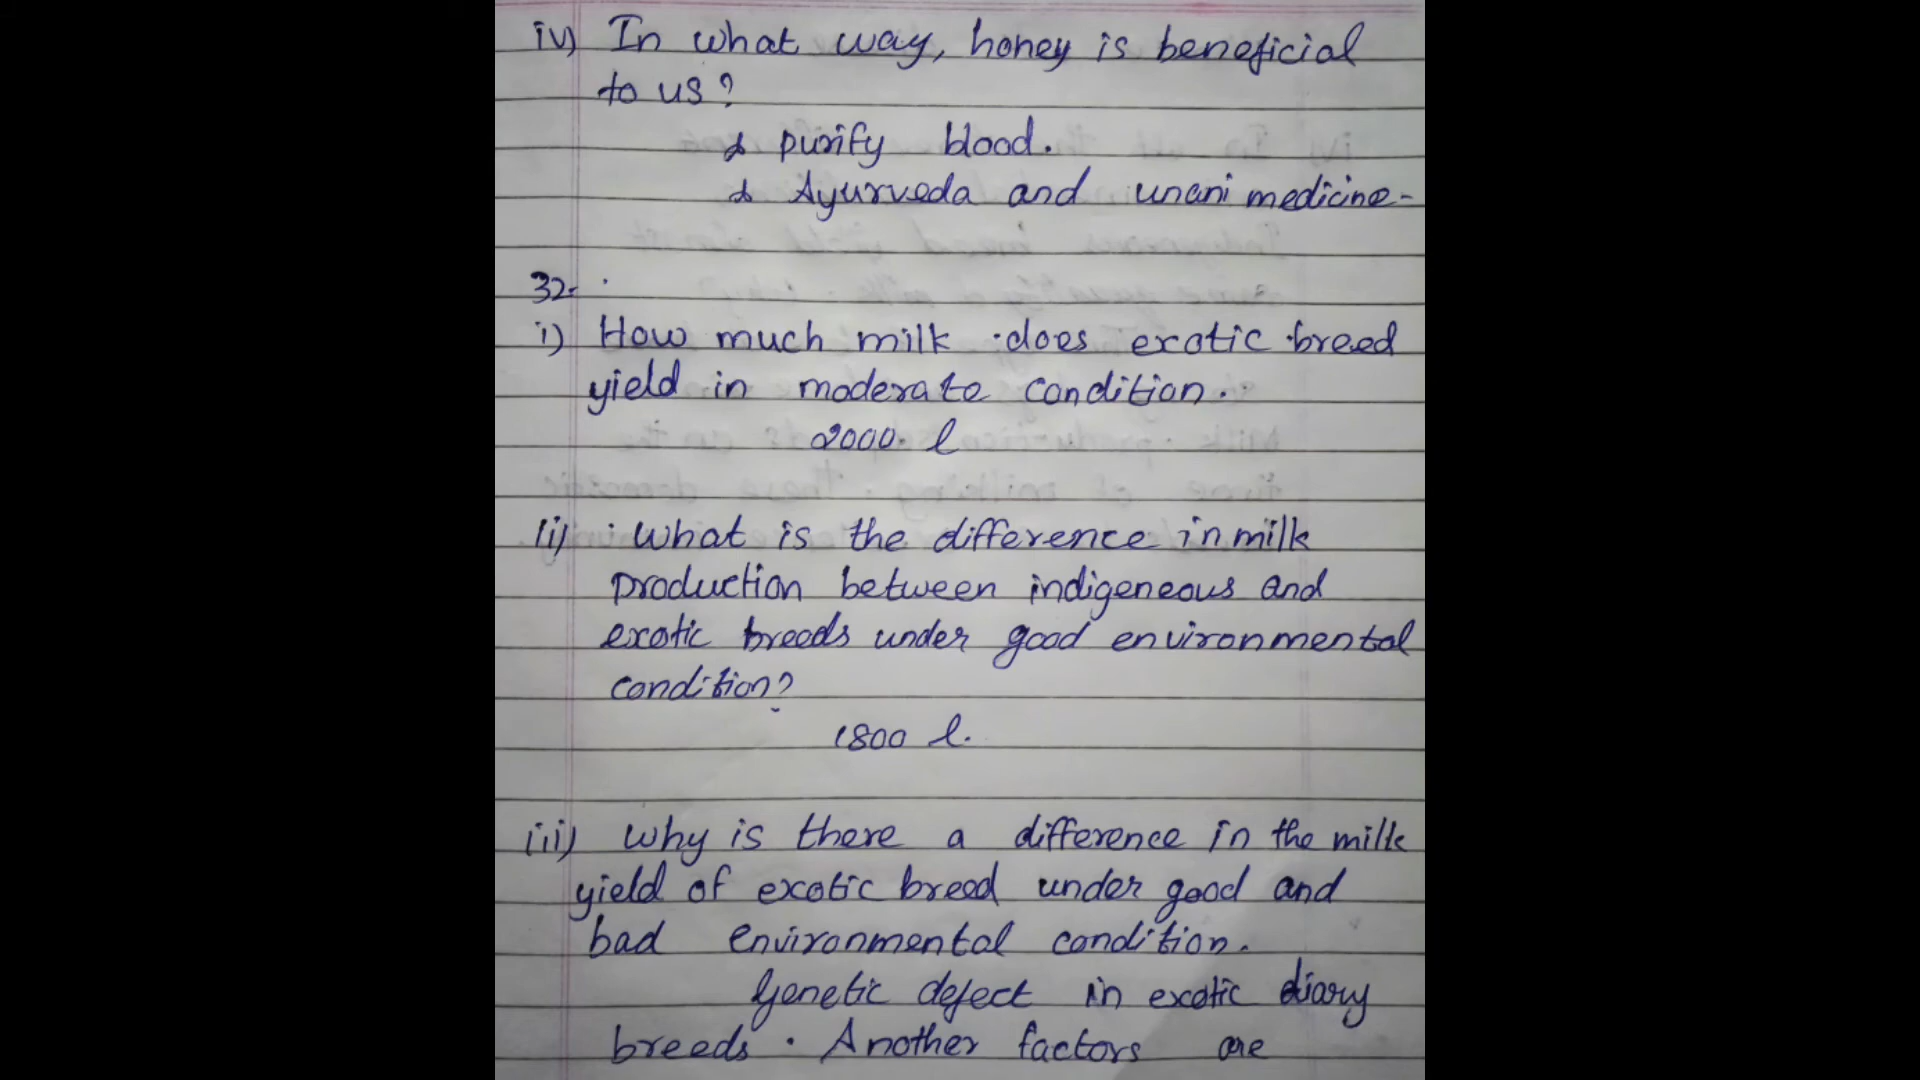 iv) In what way, honey is beneficial
to us?
purify blood.
Ayurveda and unani medicine-
32.
i) How much milk does exotic breed
yield in moderate condition.
2000 l
(ii) What is the difference in milk
production between indigeneous and
exotic breeds under good environmental
condition?
1800 l.
iii) Why is there a difference in the milk
yield of exotic breed under good and
bad environmental condition.
Genetic defect in exotic diary
breeds. Another factors are